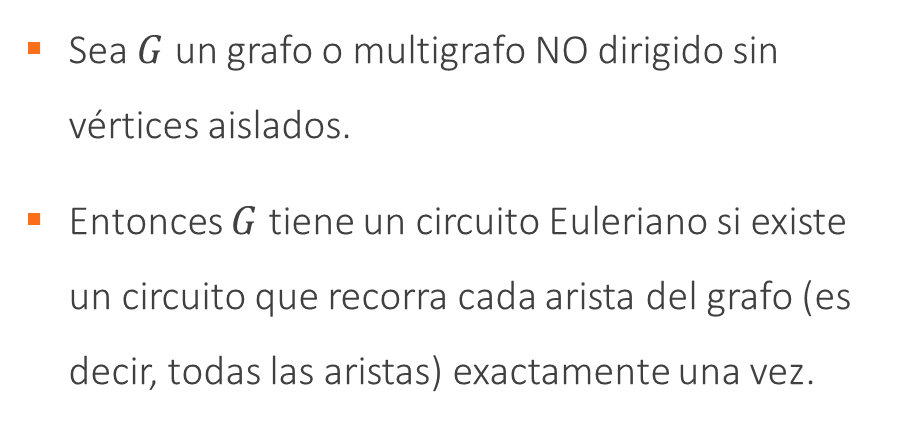 ▪ Sea G un grafo o multigrafo NO dirigido sin
vértices aislados.
▪ Entonces G tiene un circuito Euleriano si existe
un circuito que recorra cada arista del grafo (es
decir, todas las aristas) exactamente una vez.